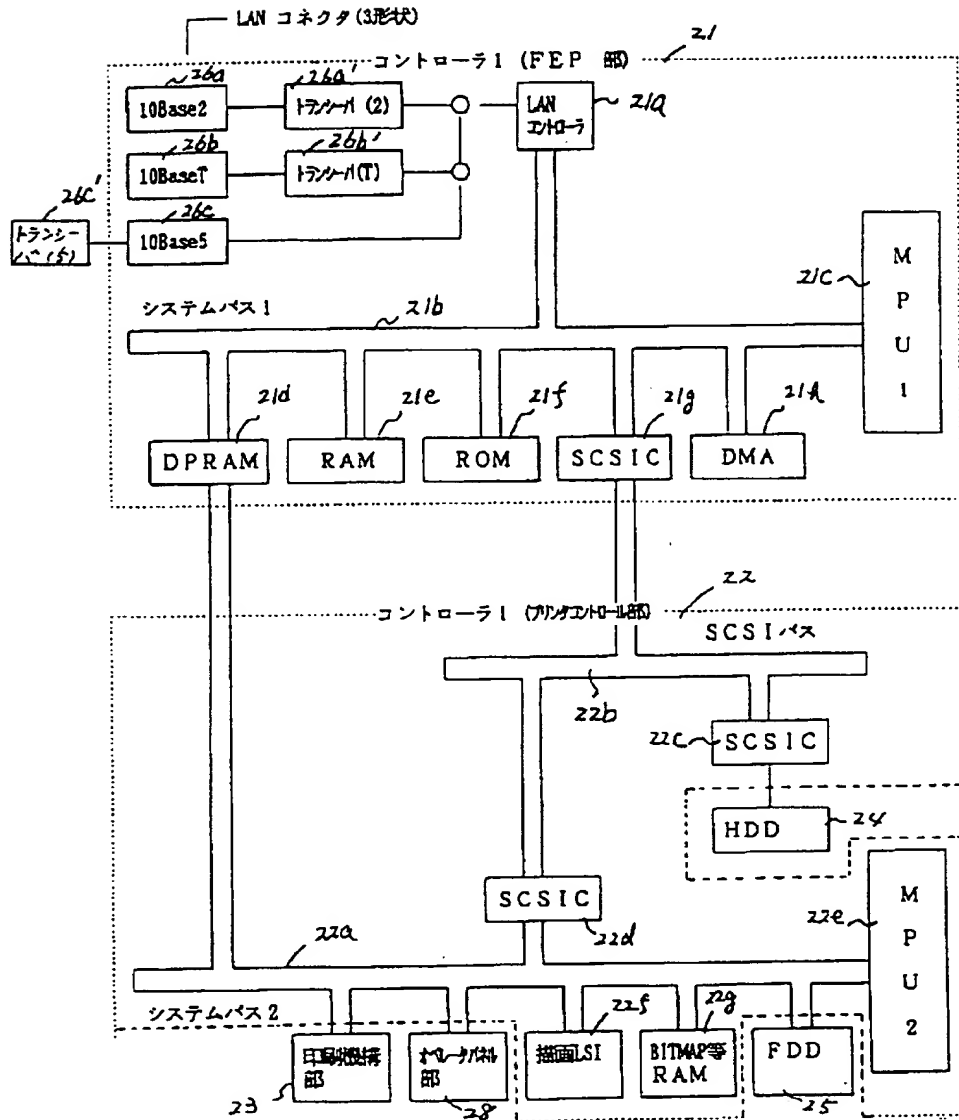 LAN コネクタ(3形状)
21
コントローラ1 (FEP 部)
26a
26a'
10Base2
トランシーバ (2)
LAN
コントローラ
21a
26b
26b'
10BaseT
トランシーバ(T)
26c'
26c
トランシー
バ (5)
10Base5
MPU1
21c
システムバス1
21b
21d
21e
21f
21g
21h
DPRAM
RAM
ROM
SCSIC
DMA
22
コントローラ1 (プリンタコントロール部)
SCSIバス
22b
22c
SCSIC
HDD
24
SCSIC
22d
22e
MPU2
22a
システムバス2
22f
22g
印刷機構
部
オペレータパネル
部
描画LSI
BITMAP等
RAM
FDD
23
28
25